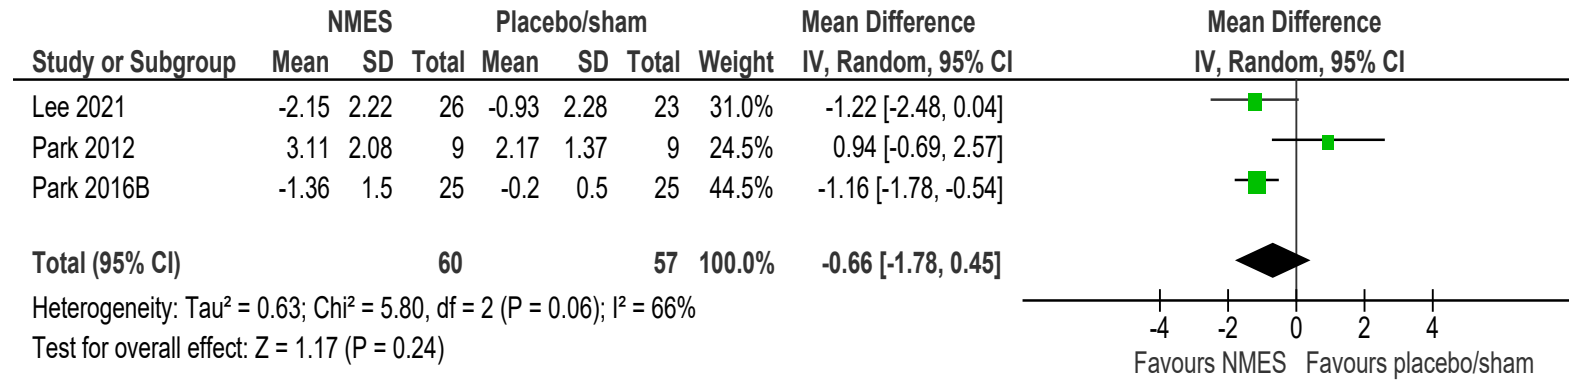 NMES Placebo/sham Mean Difference Mean Difference
Study or Subgroup Mean SD Total Mean SD Total Weight IV, Random, 95% CI IV, Random, 95% CI
Lee 2021 -2.15 2.22 26 -0.93 2.28 23 31.0% -1.22 [-2.48, 0.04]
Park 2012 3.11 2.08 9 2.17 1.37 9 24.5% 0.94 [-0.69, 2.57]
Park 2016B -1.36 1.5 25 -0.2 0.5 25 44.5% -1.16 [-1.78, -0.54]
Total (95% CI) 60 57 100.0% -0.66 [-1.78, 0.45]
Heterogeneity: Tau² = 0.63; Chi² = 5.80, df = 2 (P = 0.06); I² = 66%
Test for overall effect: Z = 1.17 (P = 0.24)
-4 -2 0 2 4
Favours NMES Favours placebo/sham